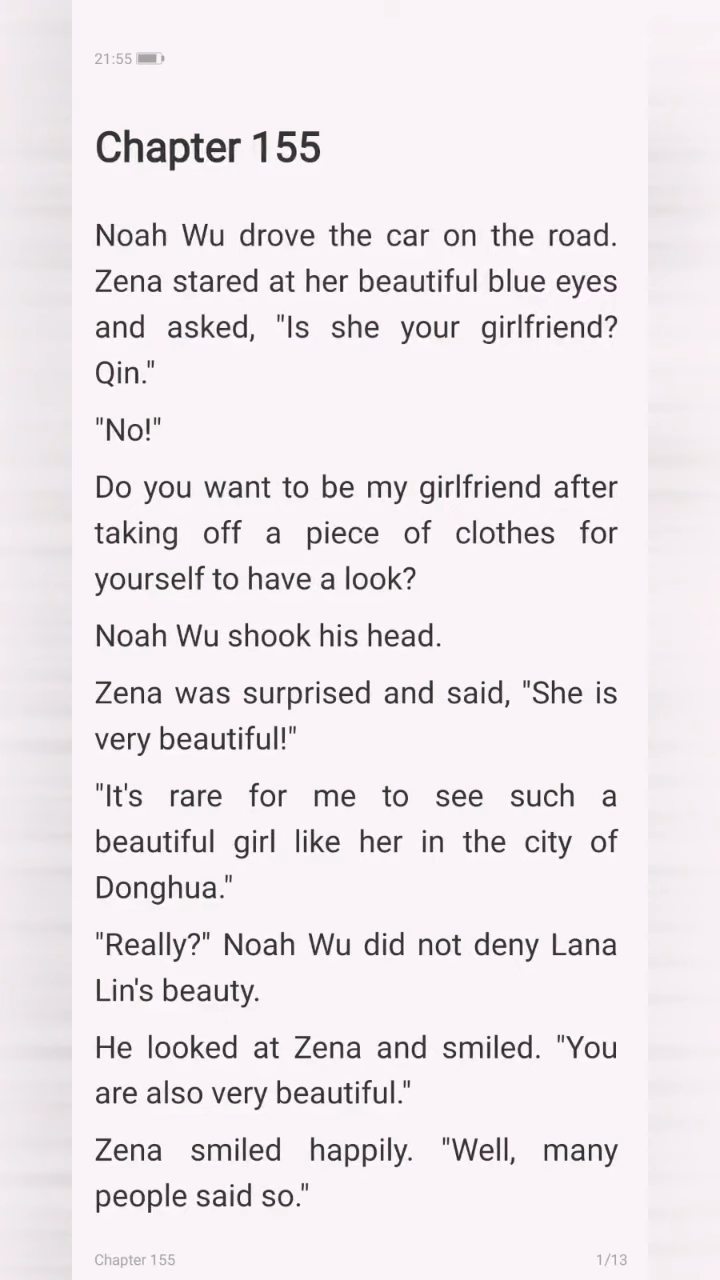 21:55
Chapter 155
Noah Wu drove the car on the road.
Zena stared at her beautiful blue eyes
and asked, "Is she your girlfriend?
Qin."
"No!"
Do you want to be my girlfriend after
taking off a piece of clothes for
yourself to have a look?
Noah Wu shook his head.
Zena was surprised and said, "She is
very beautiful!"
"It's rare for me to see such a
beautiful girl like her in the city of
Donghua."
"Really?" Noah Wu did not deny Lana
Lin's beauty.
He looked at Zena and smiled. "You
are also very beautiful."
Zena smiled happily. "Well, many
people said so."
Chapter 155 1/13